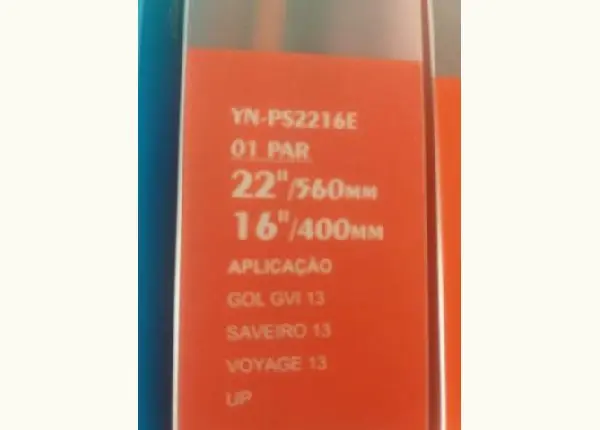 YN-PS2216E
01 PAR
22"/560MM
16"/400MM
APLICAÇÃO
GOL GVI 13
SAVEIRO 13
VOYAGE 13
UP